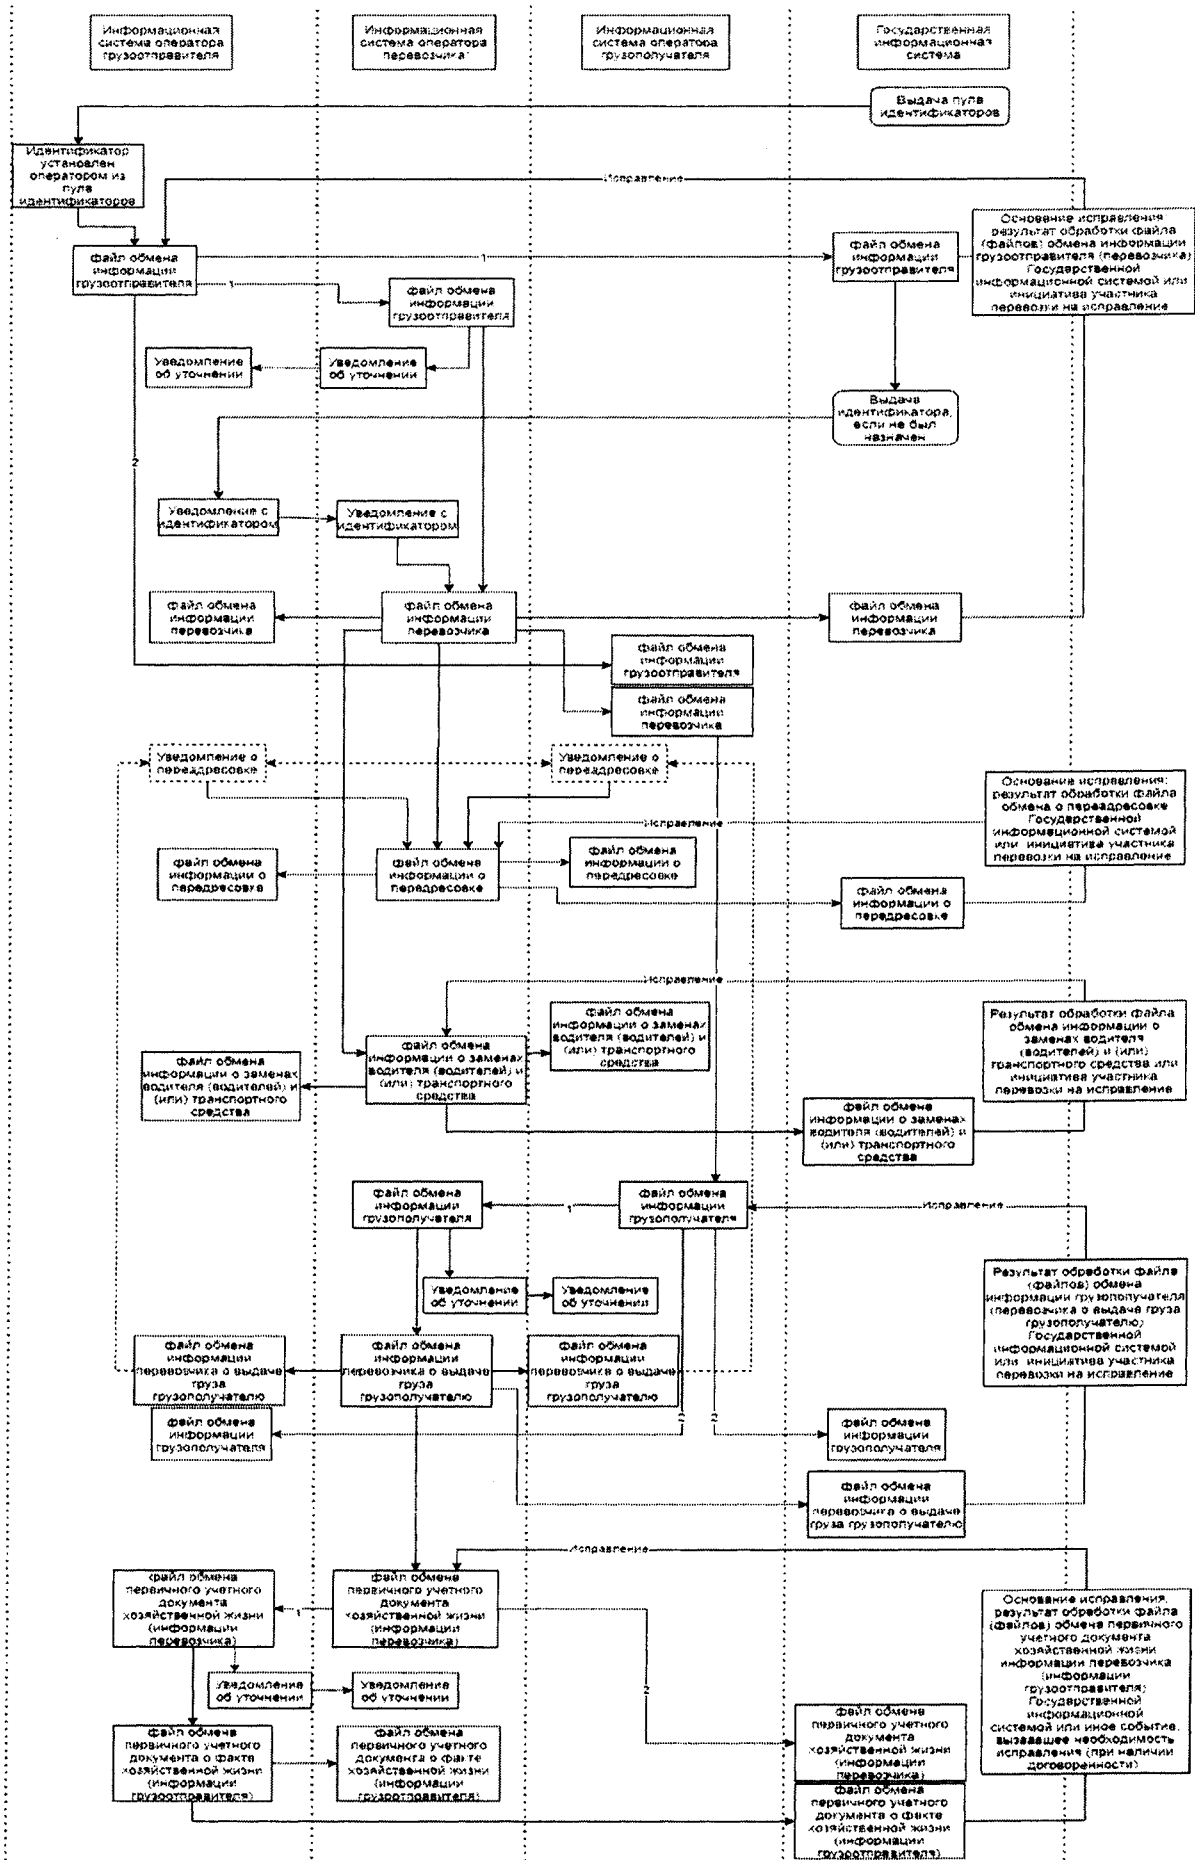 Информационная
система оператора
грузоотправителя
Информационная
система оператора
перевозчика
Информационная
система оператора
грузополучателя
Государственная
информационная
система
Выдача пула
идентификаторов
Идентификатор
установлен
оператором из
пула
идентификаторов
Исправление
Основание исправления
результат обработки файла
(файлов) обмена информации
грузоотправителя (перевозчика)
Государственной
информационной системой или
инициатива участника
перевозки на исправление
файл обмена
информации
грузоотправителя
1
файл обмена
информации
грузоотправителя
1
файл обмена
информации
грузоотправителя
Уведомление
об уточнении
Уведомление
об уточнении
Выдача
идентификатора,
если не был
назначен
2
Уведомление с
идентификатором
Уведомление с
идентификатором
файл обмена
информации
перевозчика
файл обмена
информации
перевозчика
файл обмена
информации
перевозчика
файл обмена
информации
грузоотправителя
файл обмена
информации
перевозчика
Уведомление о
переадресовке
Уведомление о
переадресовке
Основание исправления:
результат обработки файла
обмена о переадресовке
Государственной
информационной системой
или инициатива участника
перевозки на исправление
Исправление
файл обмена
информации о
передресовке
файл обмена
информации о
передресовке
файл обмена
информации о
передресовке
файл обмена
информации о
передресовке
Исправление
файл обмена
информации о заменах
водителя (водителей) и
(или) транспортного
средства
файл обмена
информации о заменах
водителя (водителей) и
(или) транспортного
средства
файл обмена
информации о заменах
водителя (водителей) и
(или) транспортного
средства
Результат обработки файла
обмена информации о
заменах водителя
(водителей) и (или)
транспортного средства или
инициатива участника
перевозки на исправление
файл обмена
информации о заменах
водителя (водителей) и
(или) транспортного
средства
файл обмена
информации
грузополучателя
1
файл обмена
информации
грузополучателя
Исправление
Уведомление
об уточнении
Уведомление
об уточнении
Результат обработки файла
(файлов) обмена
информации грузополучателя
(перевозчика о выдаче груза
грузополучателю)
Государственной
информационной системой
или инициатива участника
перевозки на исправление
файл обмена
информации
перевозчика о выдаче
груза
грузополучателю
файл обмена
информации
перевозчика о выдаче
груза
грузополучателю
файл обмена
информации
перевозчика о выдаче
груза
грузополучателю
файл обмена
информации
грузополучателя
2
2
файл обмена
информации
грузополучателя
файл обмена
информации
перевозчика о выдаче
груза грузополучателю
Исправление
файл обмена
первичного учетного
документа
хозяйственной жизни
(информации
перевозчика)
1
файл обмена
первичного учетного
документа
хозяйственной жизни
(информации
перевозчика)
Основание исправления,
результат обработки файла
(файлов) обмена первичного
учетного документа
хозяйственной жизни
информации перевозчика
(информации
грузоотправителя)
Государственной
информационной
системой или иное событие,
вызвавшее необходимость
исправления (при наличии
договоренности)
Уведомление
об уточнении
Уведомление
об уточнении
2
файл обмена
первичного учетного
документа
хозяйственной жизни
(информации
перевозчика)
файл обмена
первичного учетного
документа о факте
хозяйственной жизни
(информации
грузоотправителя)
файл обмена
первичного учетного
документа о факте
хозяйственной жизни
(информации
грузоотправителя)
файл обмена
первичного учетного
документа о факте
хозяйственной жизни
(информации
грузоотправителя)